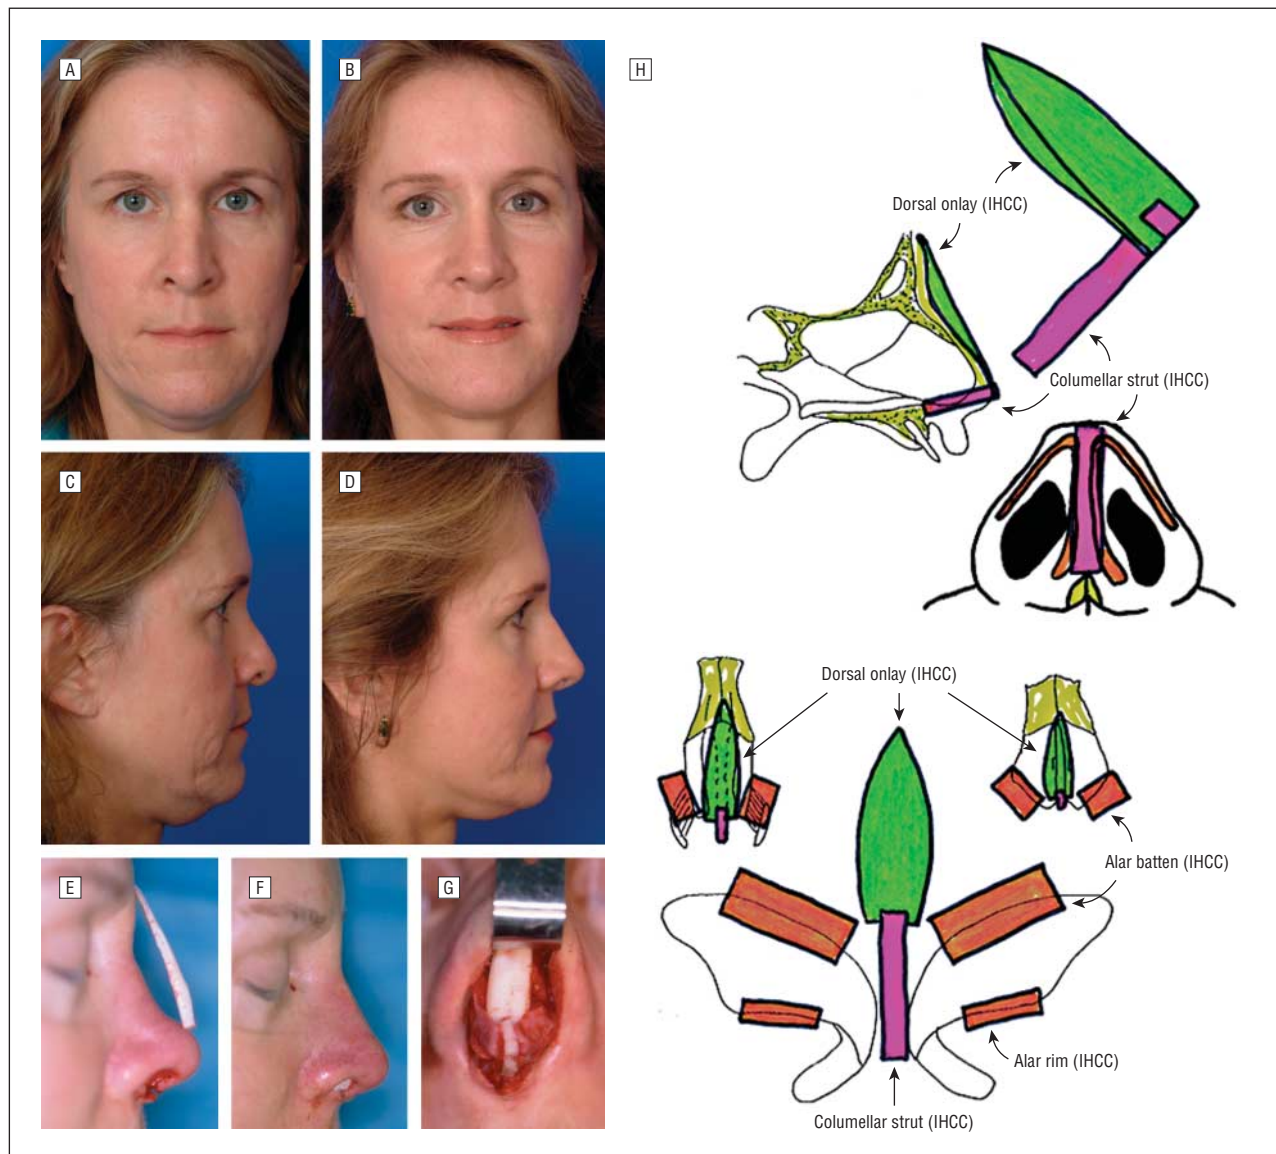 A
B
C
D
E
F
G
H
Dorsal onlay (IHCC)
Columellar strut (IHCC)
Dorsal onlay (IHCC)
Alar batten (IHCC)
Alar rim (IHCC)
Columellar strut (IHCC)